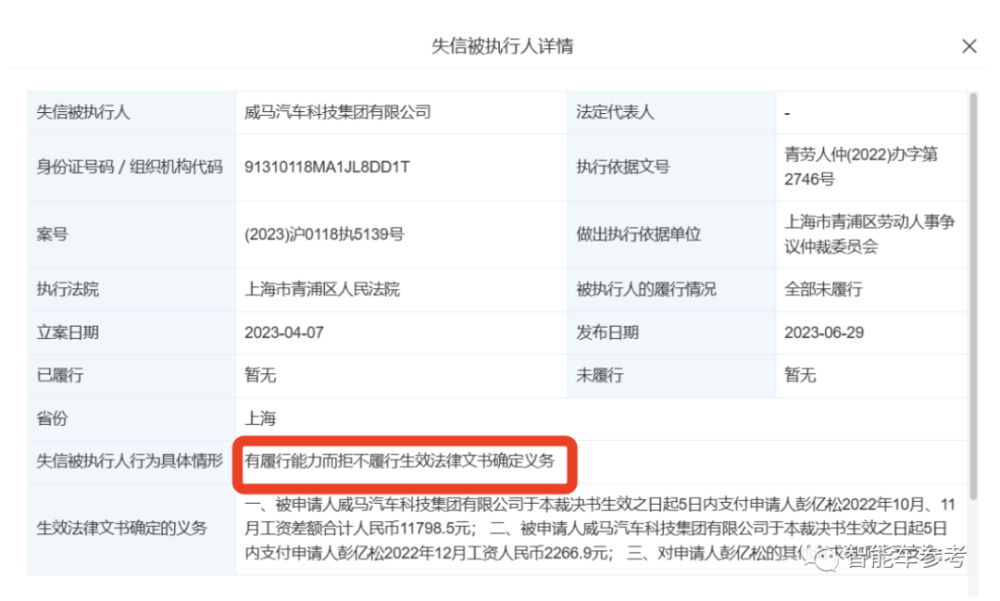 失信被执行人详情
失信被执行人 威马汽车科技集团有限公司 法定代表人 -
身份证号码 / 组织机构代码 91310118MA1JL8DD1T 执行依据文号 青劳人仲(2022)办字第
2746号
案号 (2023)沪0118执5139号 做出执行依据单位 上海市青浦区劳动人事争
议仲裁委员会
执行法院 上海市青浦区人民法院 被执行人的履行情况 全部未履行
立案日期 2023-04-07 发布日期 2023-06-29
已履行 暂无 未履行 暂无
省份 上海
失信被执行人行为具体情形 有履行能力而拒不履行生效法律文书确定义务
生效法律文书确定的义务 一、被申请人威马汽车科技集团有限公司于本裁决书生效之日起5日内支付申请人彭亿松2022年10月、11
月工资差额合计人民币11798.5元； 二、被申请人威马汽车科技集团有限公司于本裁决书生效之日起5日
内支付申请人彭亿松2022年12月工资人民币2266.9元； 三、对申请人彭亿松的其
智能车参考